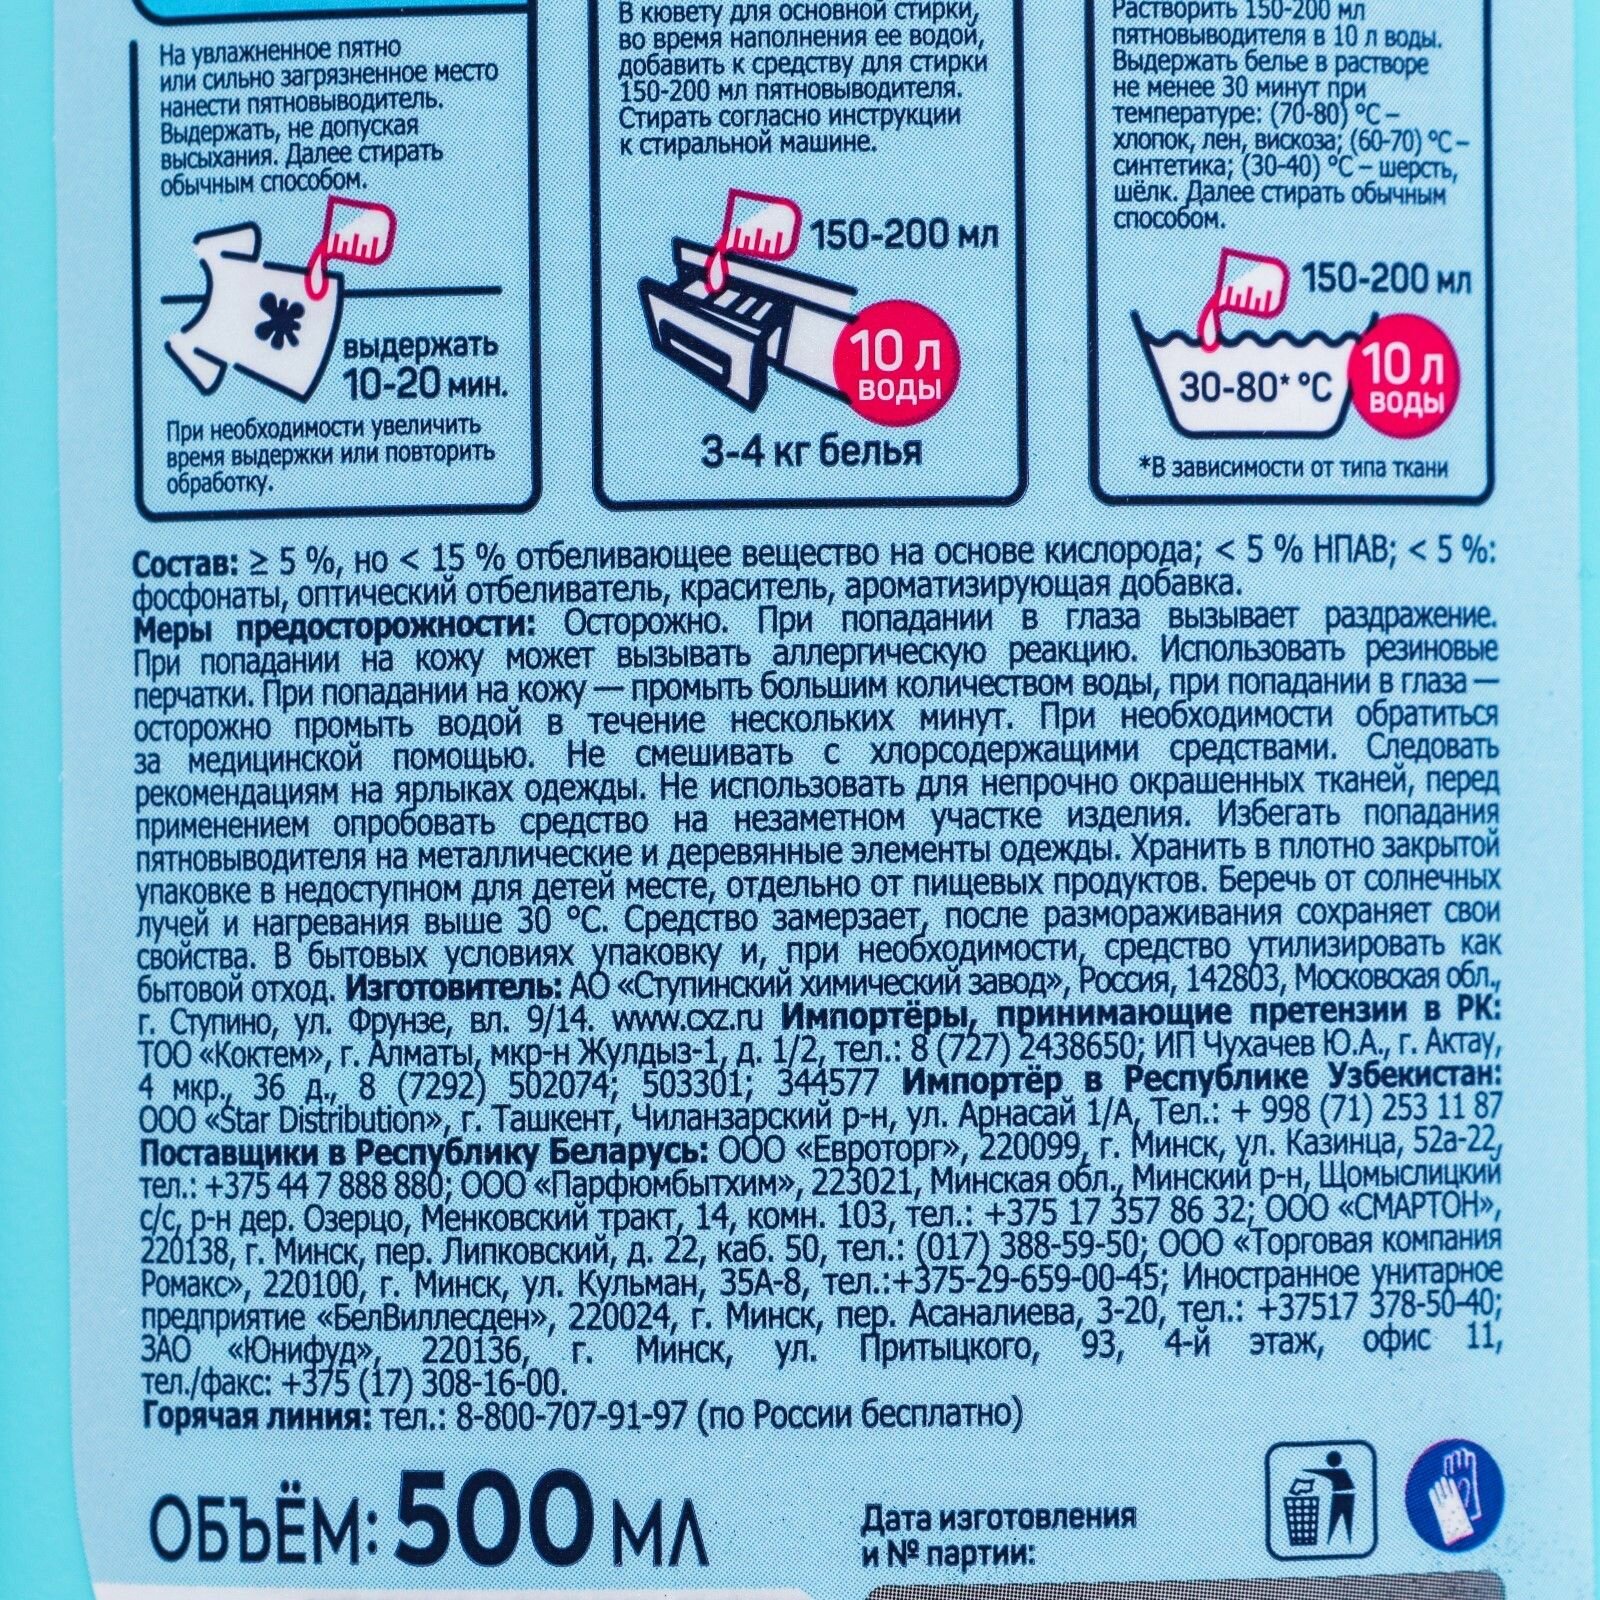 На увлажненное пятно
или сильно загрязненное место
нанести пятновыводитель.
Выдержать, не допуская
высыхания. Далее стирать
обычным способом.
выдержать
10-20 мин.
При необходимости увеличить
время выдержки или повторить
обработку.
В кювету для основной стирки,
во время наполнения ее водой,
добавить к средству для стирки
150-200 мл пятновыводителя.
Стирать согласно инструкции
к стиральной машине.
150-200 мл
10 л
воды
3-4 кг белья
Растворить 150-200 мл
пятновыводителя в 10 л воды.
Выдержать белье в растворе
не менее 30 минут при
температуре: (70-80) °С –
хлопок, лен, вискоза; (60-70) °С –
синтетика; (30-40) °С – шерсть,
шёлк. Далее стирать обычным
способом.
150-200 мл
30-80* °С
10 л
воды
*В зависимости от типа ткани
Состав: ≥ 5 %, но < 15 % отбеливающее вещество на основе кислорода; < 5 % НПАВ; < 5 %:
фосфонаты, оптический отбеливатель, краситель, ароматизирующая добавка.
Меры предосторожности: Осторожно. При попадании в глаза вызывает раздражение.
При попадании на кожу может вызывать аллергическую реакцию. Использовать резиновые
перчатки. При попадании на кожу — промыть большим количеством воды, при попадании в глаза —
осторожно промыть водой в течение нескольких минут. При необходимости обратиться
за медицинской помощью. Не смешивать с хлорсодержащими средствами. Следовать
рекомендациям на ярлыках одежды. Не использовать для непрочно окрашенных тканей, перед
применением опробовать средство на незаметном участке изделия. Избегать попадания
пятновыводителя на металлические и деревянные элементы одежды. Хранить в плотно закрытой
упаковке в недоступном для детей месте, отдельно от пищевых продуктов. Беречь от солнечных
лучей и нагревания выше 30 °С. Средство замерзает, после размораживания сохраняет свои
свойства. В бытовых условиях упаковку и, при необходимости, средство утилизировать как
бытовой отход. Изготовитель: АО «Ступинский химический завод», Россия, 142803, Московская обл.,
г. Ступино, ул. Фрунзе, вл. 9/14. www.cxz.ru Импортёры, принимающие претензии в РК:
ТОО «Коктем», г. Алматы, мкр-н Жулдыз-1, д. 1/2, тел.: 8 (727) 2438650; ИП Чухачев Ю.А., г. Актау,
4 мкр., 36 д., 8 (7292) 502074; 503301; 344577 Импортёр в Республике Узбекистан:
ООО «Star Distribution», г. Ташкент, Чиланзарский р-н, ул. Арнасай 1/А, Тел.: + 998 (71) 253 11 87
Поставщики в Республику Беларусь: ООО «Евроторг», 220099, г. Минск, ул. Казинца, 52а-22,
тел.: +375 44 7 888 880; ООО «Парфюмбытхим», 223021, Минская обл., Минский р-н, Щомыслицкий
с/с, р-н дер. Озерцо, Менковский тракт, 14, комн. 103, тел.: +375 17 357 86 32; ООО «СМАРТОН»,
220138, г. Минск, пер. Липковский, д. 22, каб. 50, тел.: (017) 388-59-50; ООО «Торговая компания
Ромакс», 220100, г. Минск, ул. Кульман, 35А-8, тел.:+375-29-659-00-45; Иностранное унитарное
предприятие «БелВиллесден», 220024, г. Минск, пер. Асаналиева, 3-20, тел.: +37517 378-50-40;
ЗАО «Юнифуд», 220136, г. Минск, ул. Притыцкого, 93, 4-й этаж, офис 11,
тел./факс: +375 (17) 308-16-00.
Горячая линия: тел.: 8-800-707-91-97 (по России бесплатно)
ОБЪЁМ: 500 МЛ
Дата изготовления
и № партии: